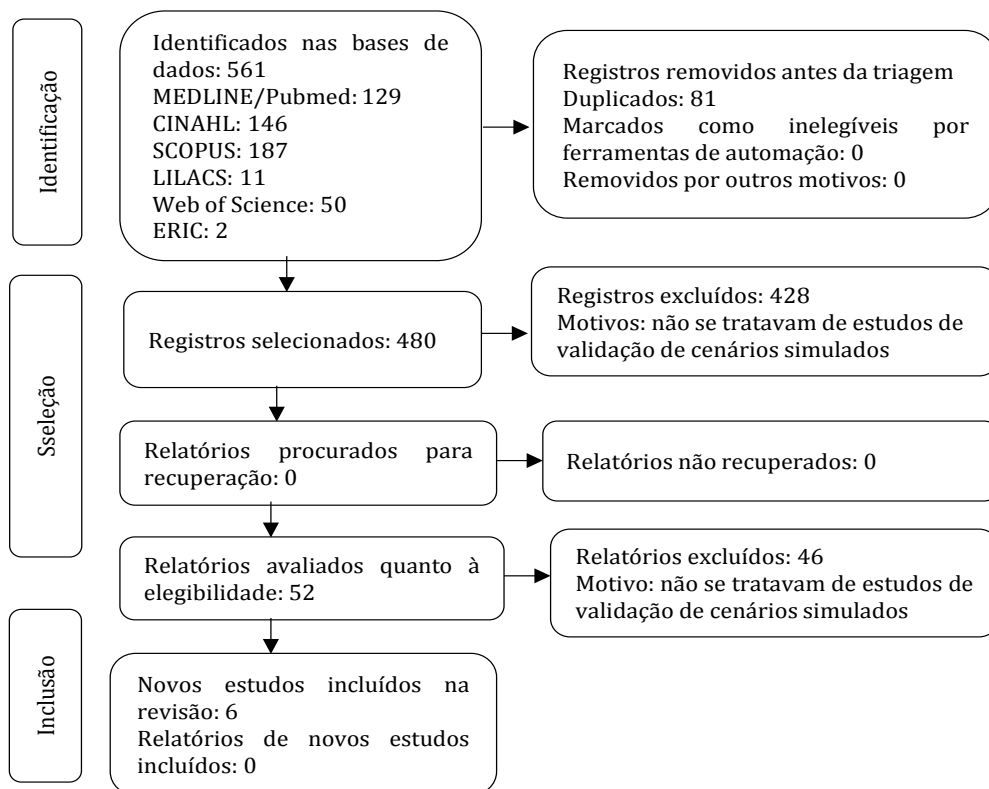 Identificação
Identificados nas bases de
dados: 561
MEDLINE/Pubmed: 129
CINAHL: 146
SCOPUS: 187
LILACS: 11
Web of Science: 50
ERIC: 2
Registros removidos antes da triagem
Duplicados: 81
Marcados como inelegíveis por
ferramentas de automação: 0
Removidos por outros motivos: 0
Sseleção
Registros selecionados: 480
Registros excluídos: 428
Motivos: não se tratavam de estudos de
validação de cenários simulados
Relatórios procurados para
recuperação: 0
Relatórios não recuperados: 0
Relatórios avaliados quanto à
elegibilidade: 52
Relatórios excluídos: 46
Motivo: não se tratavam de estudos de
validação de cenários simulados
Inclusão
Novos estudos incluídos na
revisão: 6
Relatórios de novos estudos
incluídos: 0